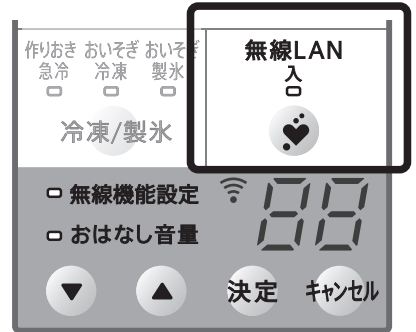 作りおき おいそぎ おいそぎ
急冷 冷凍 製氷
冷凍/製氷
無線LAN
入
無線機能設定
88
おはなし音量
▼ ▲ 決定 キャンセル